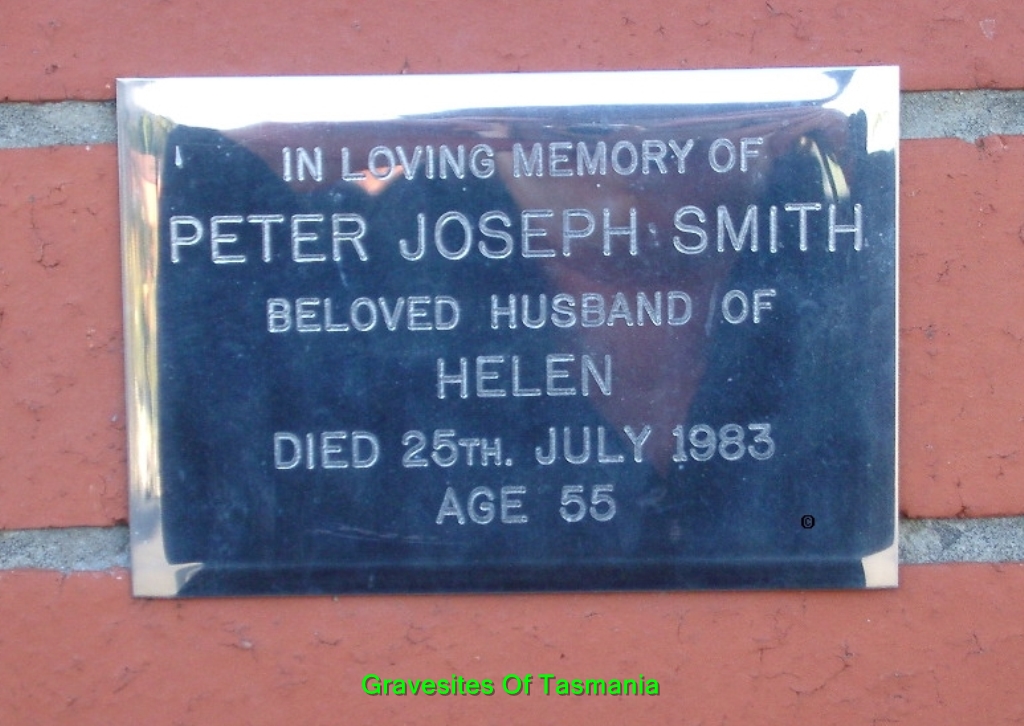 IN LOVING MEMORY OF
PETER JOSEPH SMITH
BELOVED HUSBAND OF
HELEN
DIED 25TH. JULY 1983
AGE 55
©
Gravesites Of Tasmania